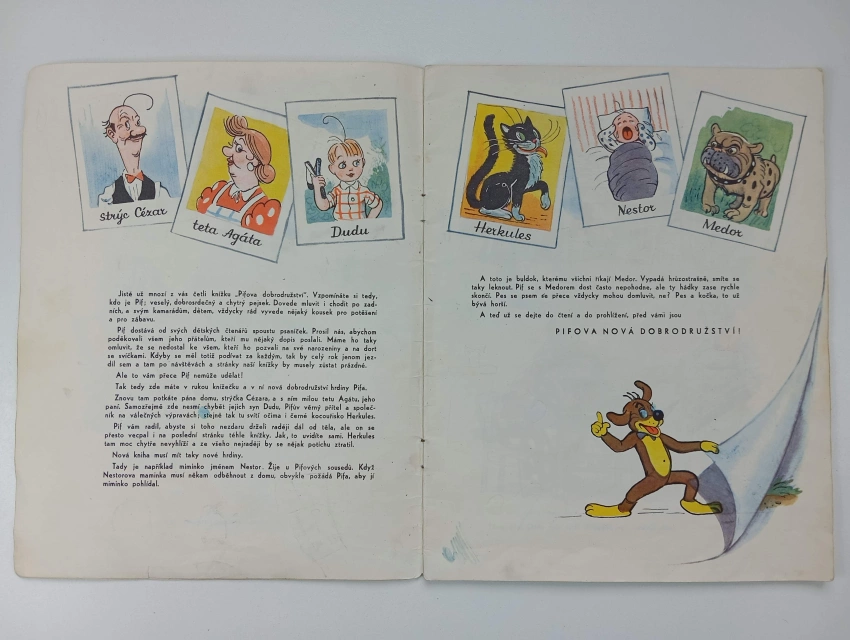 strýc Cézar
teta Agáta
Dudu
Jistě už mnozí z vás četli knížku „Pifova dobrodružství". Vzpomínáte si tedy,
kdo je Pif; veselý, dobrosrdečný a chytrý pejsek. Dovede mluvit i chodit po zad-
ních, a svým kamarádům, dětem, vždycky rád vyvede nějaký kousek pro potěšení
a pro zábavu.
Pif dostává od svých dětských čtenářů spoustu psaníček. Prosil nás, abychom
poděkovali všem jeho přátelům, kteří mu nějaký dopis poslali. Máme ho taky
omluvit, že se nedostal ke všem, kteří ho pozvali na své narozeniny a na dort
se svíčkami. Kdyby se měl totiž podívat za každým, tak by celý rok jenom jez-
dil sem a tam po návštěvách a stránky naší knížky by musely zůstat prázdné.
Ale to vám přece Pif nemůže udělat!
Tak tedy zde máte v rukou knížečku a v ní nová dobrodružství hrdiny Pifa.
Znovu tam potkáte pána domu, strýčka Cézara, a s ním milou tetu Agátu, jeho
paní. Samozřejmě zde nesmí chybět jejich syn Dudu, Pifův věrný přítel a společ-
ník na válečných výpravách; stejně tak tu svítí očima i černé kocouřisko Herkules.
Pif vám radil, abyste si toho nezdaru drželi raději dál od těla, ale on se
přesto vecpal i na poslední stránku téhle knížky. Jak, to uvidíte sami. Herkules
tam moc chytře nevyhlíží a ze všeho nejraději by se nějak potichu ztratil.
Nová kniha musí mít taky nové hrdiny.
Tady je například miminko jménem Nestor. Žije u Pifových sousedů. Když
Nestorova maminka musí někam odběhnout z domu, obvykle požádá Pifa, aby jí
miminko pohlídal.
Herkules
Nestor
Medor
A toto je buldok, kterému všichni říkají Medor. Vypadá hrůzostrašně, smíte se
taky leknout. Pif se s Medorem dost často nepohodne, ale ty hádky zase rychle
skončí. Pes se psem se přece vždycky mohou domluvit, ne? Pes a kočka, to už
bývá horší.
A teď už se dejte do čtení a do prohlížení, před vámi jsou
PIFOVA NOVÁ DOBRODRUŽSTVÍ!